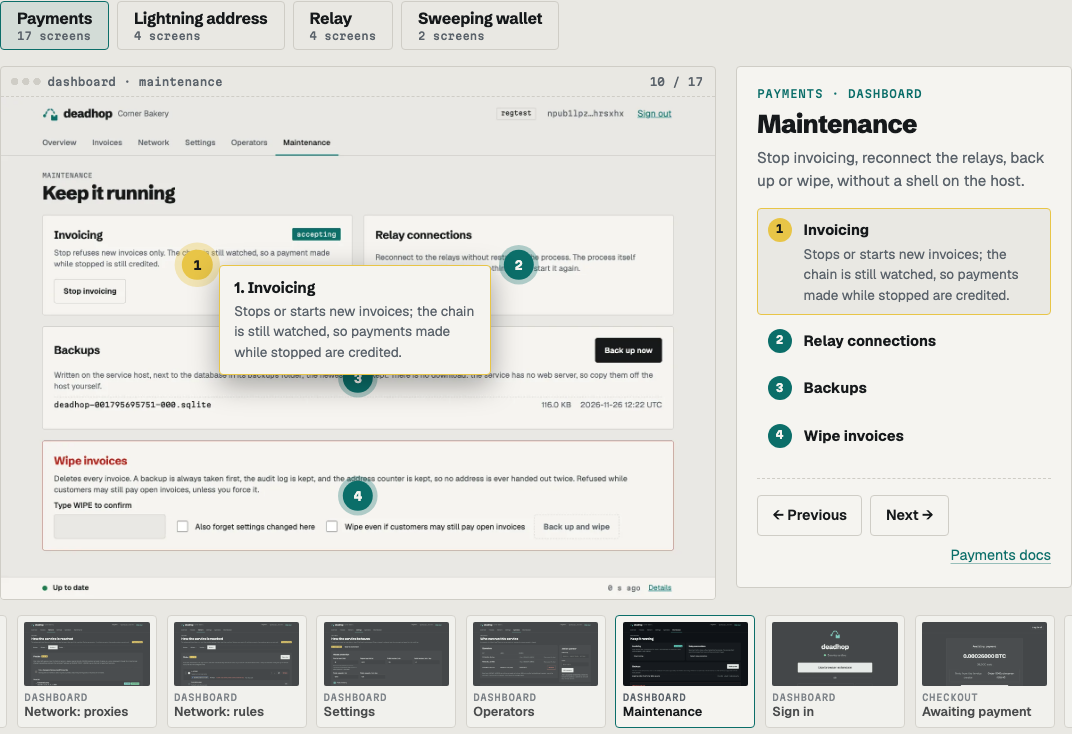 Payments
17 screens
Lightning address
4 screens
Relay
4 screens
Sweeping wallet
2 screens
dashboard · maintenance
10 / 17
deadhop Corner Bakery
regtest
npub1lpz…hrsxhx
Sign out
Overview
Invoices
Network
Settings
Operators
Maintenance
MAINTENANCE
Keep it running
Invoicing
accepting
Stop refuses new invoices only. The still watched, so a payment made
while stopped is still credited.
Stop invoicing
1
Relay connections
Reconnect to the relays without process. The process itself
start it again.
2
1. Invoicing
Stops or starts new invoices; the chain
is still watched, so payments made
while stopped are credited.
Backups
Back up now
Written on the service host, next to the database service has no web server, so copy them off the
host yourself.
3
deadhop-001795695751-000.sqlite
116.0 KB
2026-11-26 12:22 UTC
Wipe invoices
Deletes every invoice. A backup is always taken first, the audit log is kept, and the address counter is kept, so no address is ever handed out twice. Refused while
customers may still pay open invoices, unless you force it.
4
Type WIPE to confirm
Also forget settings changed here
Wipe even if customers may still pay open invoices
Back up and wipe
Up to date
0 s ago
Details
PAYMENTS · DASHBOARD
Maintenance
Stop invoicing, reconnect the relays, back
up or wipe, without a shell on the host.
1
Invoicing
Stops or starts new invoices; the
chain is still watched, so payments
made while stopped are credited.
2
Relay connections
3
Backups
4
Wipe invoices
← Previous
Next →
Payments docs
DASHBOARD
Network: proxies
DASHBOARD
Network: rules
DASHBOARD
Settings
DASHBOARD
Operators
Keep it running
DASHBOARD
Maintenance
deadhop
DASHBOARD
Sign in
CHECKOUT
Awaiting payment